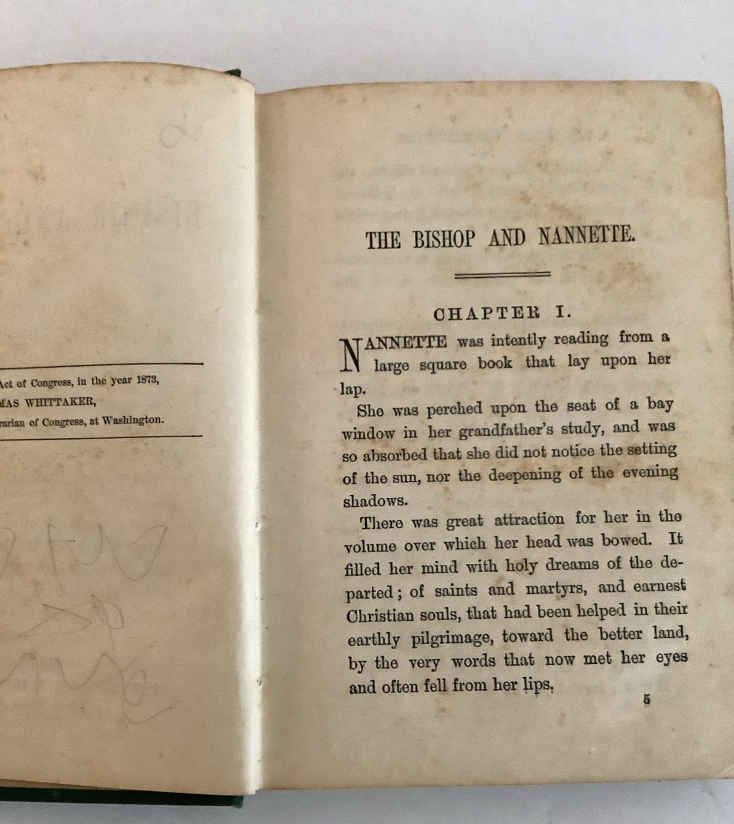 Act of Congress, in the year 1873,
MAS WHITTAKER,
rarian of Congress, at Washington.
THE BISHOP AND NANNETTE.
CHAPTER I.
NANNETTE was intently reading from a
large square book that lay upon her
lap.
She was perched upon the seat of a bay
window in her grandfather's study, and was
so absorbed that she did not notice the setting
of the sun, nor the deepening of the evening
shadows.
There was great attraction for her in the
volume over which her head was bowed. It
filled her mind with holy dreams of the de-
parted; of saints and martyrs, and earnest
Christian souls, that had been helped in their
earthly pilgrimage, toward the better land,
by the very words that now met her eyes
and often fell from her lips.
5